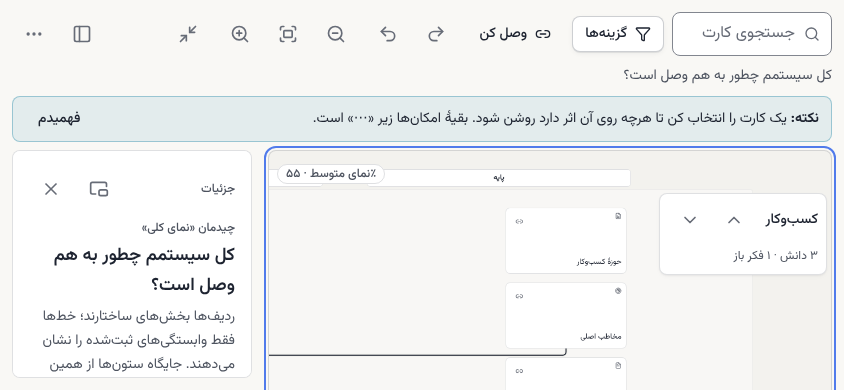 جستجوی کارت
گزینه‌ها
وصل کن
کل سیستمم چطور به هم وصل است؟
نکته: یک کارت را انتخاب کن تا هرچه روی آن اثر دارد روشن شود. بقیهٔ امکان‌ها زیر «⋯» است.
فهمیدم
کسب‌وکار
۳ دانش · ۱ فکر باز
پایه
نمای متوسط · ۵۵٪
حوزهٔ کسب‌وکار
مخاطب اصلی
جزئیات
چیدمان «نمای کلی»
کل سیستمم چطور به هم
وصل است؟
ردیف‌ها بخش‌های ساختارند؛ خط‌ها
فقط وابستگی‌های ثبت‌شده را نشان
می‌دهند. جایگاه ستون‌ها از همین